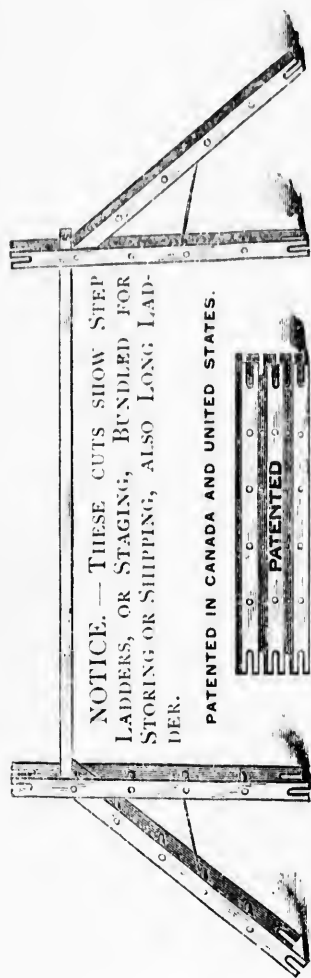 NOTICE. — THESE CUTS SHOW STEP
LADDERS, OR STAGING, BUNDLED FOR
STORING OR SHIPPING, ALSO LONG LAD-
DER.
PATENTED IN CANADA AND UNITED STATES.
PATENTED